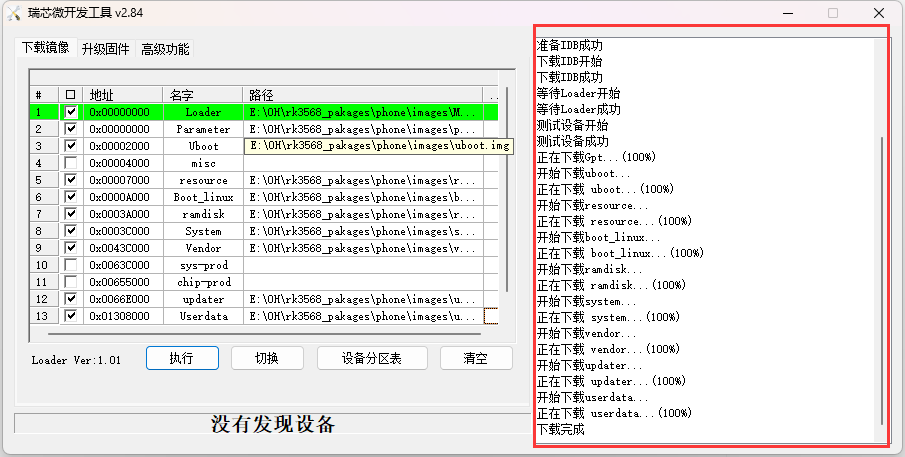 瑞芯微开发工具 v2.84
下载镜像 升级固件 高级功能
# 地址 名字 路径 ..
1 0x00000000 Loader E:\OH\rk3568_pakages\phone\images\M...
2 0x00000000 Parameter E:\OH\rk3568_pakages\phone\images\p...
3 0x00002000 Uboot E:\OH\rk3568_pakages\phone\images\uboot.img
4 0x00004000 misc
5 0x00007000 resource E:\OH\rk3568_pakages\phone\images\r...
6 0x0000A000 Boot_linux E:\OH\rk3568_pakages\phone\images\b...
7 0x0003A000 ramdisk E:\OH\rk3568_pakages\phone\images\r...
8 0x0003C000 System E:\OH\rk3568_pakages\phone\images\s...
9 0x0043C000 Vendor E:\OH\rk3568_pakages\phone\images\v...
10 0x0063C000 sys-prod
11 0x00655000 chip-prod
12 0x0066E000 updater E:\OH\rk3568_pakages\phone\images\u...
13 0x01308000 Userdata E:\OH\rk3568_pakages\phone\images\u...
Loader Ver:1.01 执行 切换 设备分区表 清空
没有发现设备
准备IDB成功
下载IDB开始
下载IDB成功
等待Loader开始
等待Loader成功
测试设备开始
测试设备成功
正在下载Gpt...(100%)
开始下载uboot...
正在下载 uboot...(100%)
开始下载resource...
正在下载 resource...(100%)
开始下载boot_linux...
正在下载 boot_linux...(100%)
开始下载ramdisk...
正在下载 ramdisk...(100%)
开始下载system...
正在下载 system...(100%)
开始下载vendor...
正在下载 vendor...(100%)
开始下载updater...
正在下载 updater...(100%)
开始下载userdata...
正在下载 userdata...(100%)
下载完成